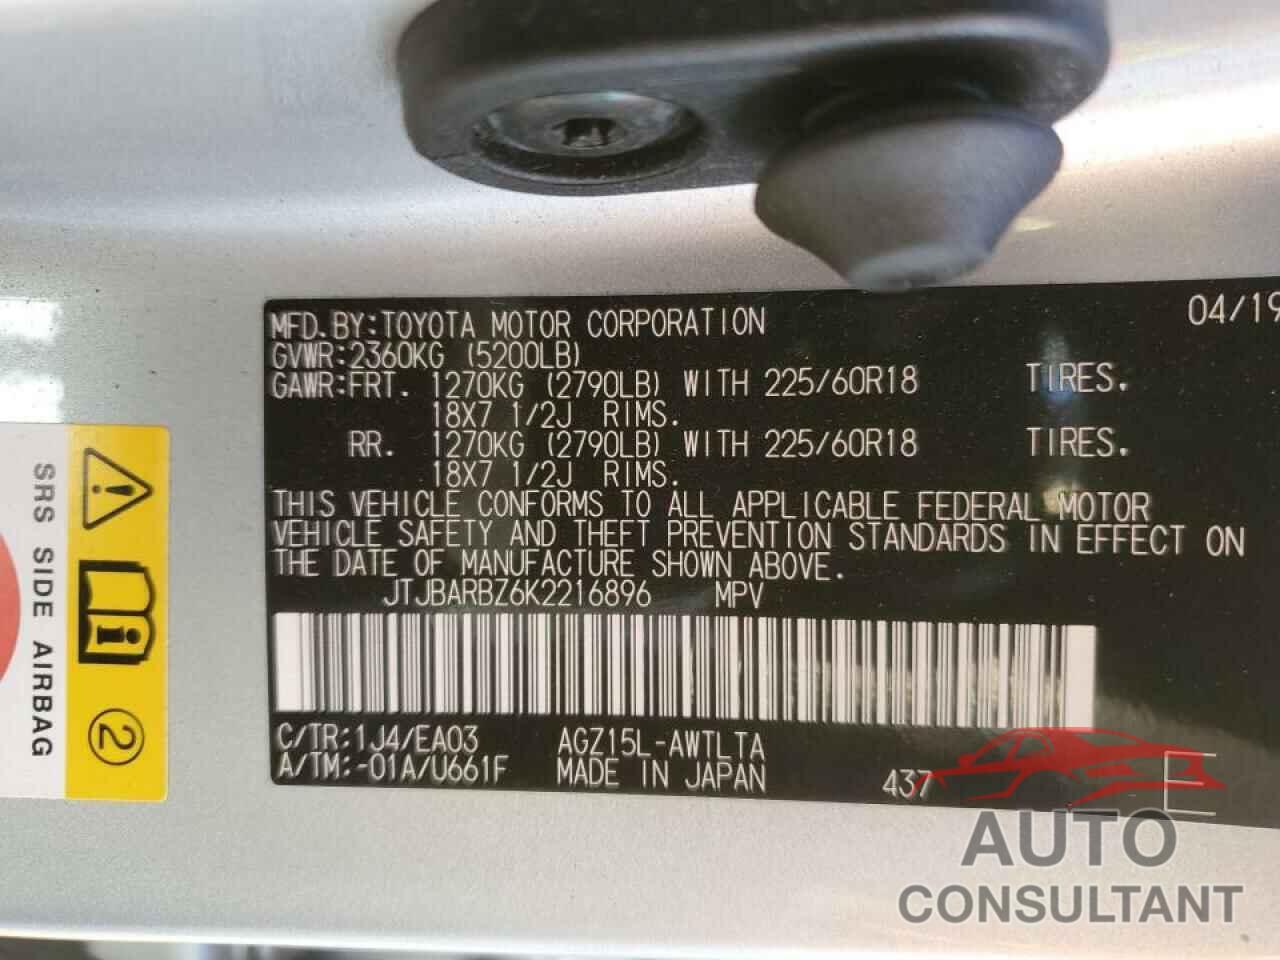 MFD.BY:TOYOTA MOTOR CORPORATION 04/19
GVWR:2360KG (5200LB)
GAWR:FRT. 1270KG (2790LB) WITH 225/60R18 TIRES.
18X7 1/2J RIMS.
RR. 1270KG (2790LB) WITH 225/60R18 TIRES.
18X7 1/2J RIMS.
THIS VEHICLE CONFORMS TO ALL APPLICABLE FEDERAL MOTOR
VEHICLE SAFETY AND THEFT PREVENTION STANDARDS IN EFFECT ON
THE DATE OF MANUFACTURE SHOWN ABOVE.
JTJBARBZ6K2216896 MPV
C/TR:1J4/EA03 AGZ15L-AWTLTA
A/TM:-01A/U661F MADE IN JAPAN 437 E
SRS SIDE AIRBAG
2
AUTO
CONSULTANT